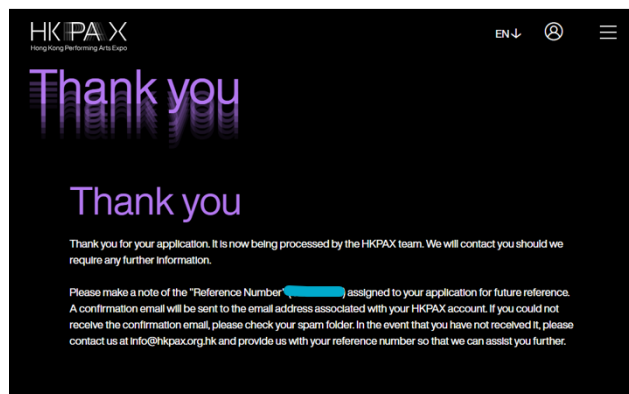 HKPAX
Hong Kong Performing Arts Expo
EN↓
Thank you
Thank you
Thank you for your application. It is now being processed by the HKPAX team. We will contact you should we
require any further information.
Please make a note of the "Reference Number" ( ) assigned to your application for future reference.
A confirmation email will be sent to the email address associated with your HKPAX account. If you could not
receive the confirmation email, please check your spam folder. In the event that you have not received it, please
contact us at info@hkpax.org.hk and provide us with your reference number so that we can assist you further.